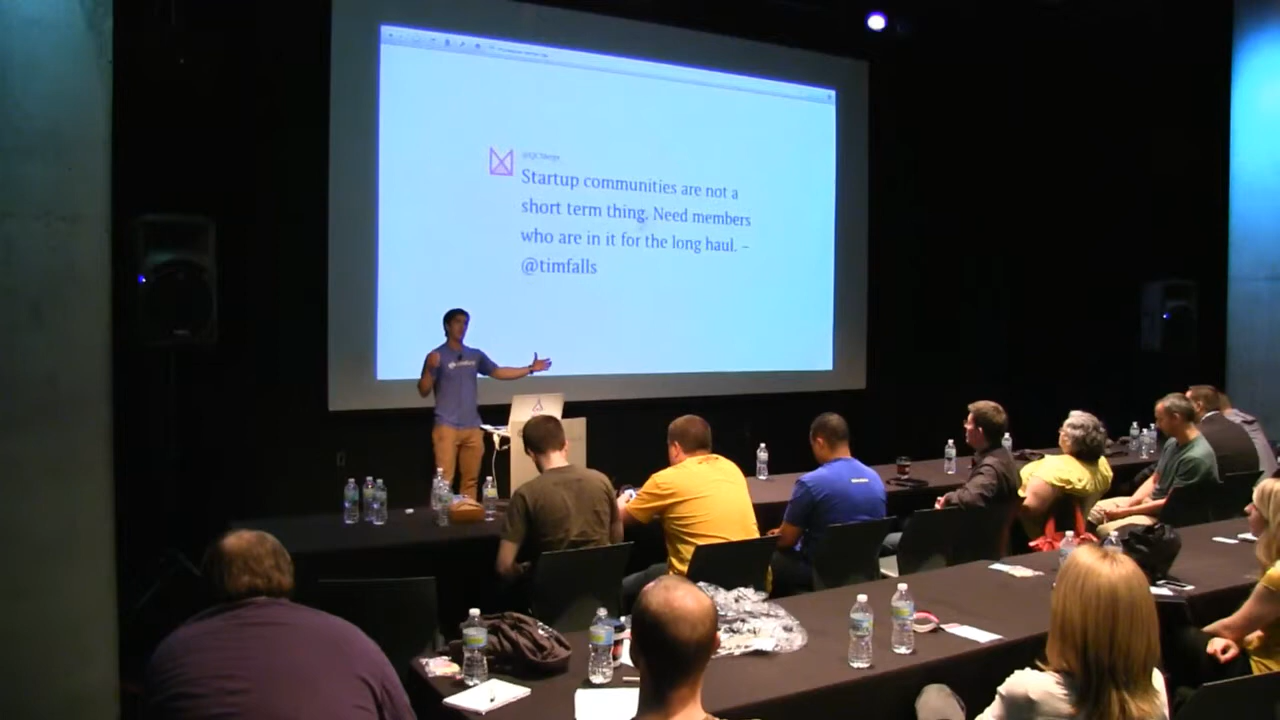 Startup communities are not a
short term thing. Need members
who are in it for the long haul. –
@timfalls